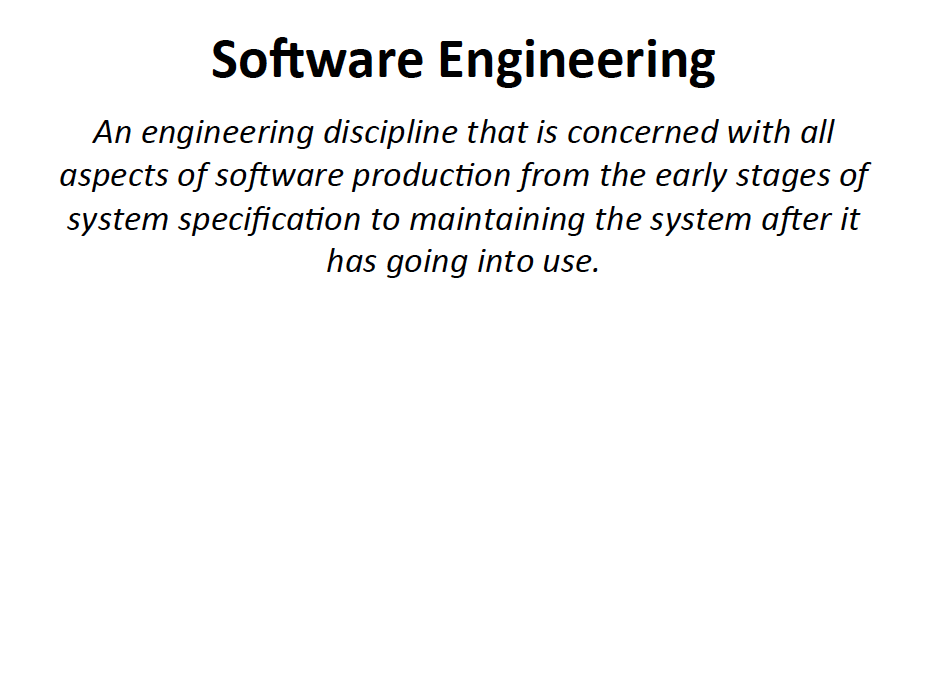 Software Engineering
An engineering discipline that is concerned with all
aspects of software production from the early stages of
system specification to maintaining the system after it
has going into use.